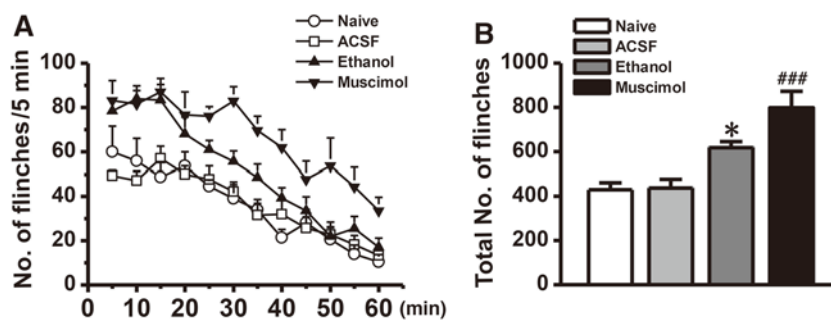 A
Naive
ACSF
Ethanol
Muscimol
No. of flinches/5 min
100
80
60
40
20
0
0 10 20 30 40 50 60 (min)
B
Naive
ACSF
Ethanol
Muscimol
Total No. of flinches
1000
800
600
400
200
0
*
###